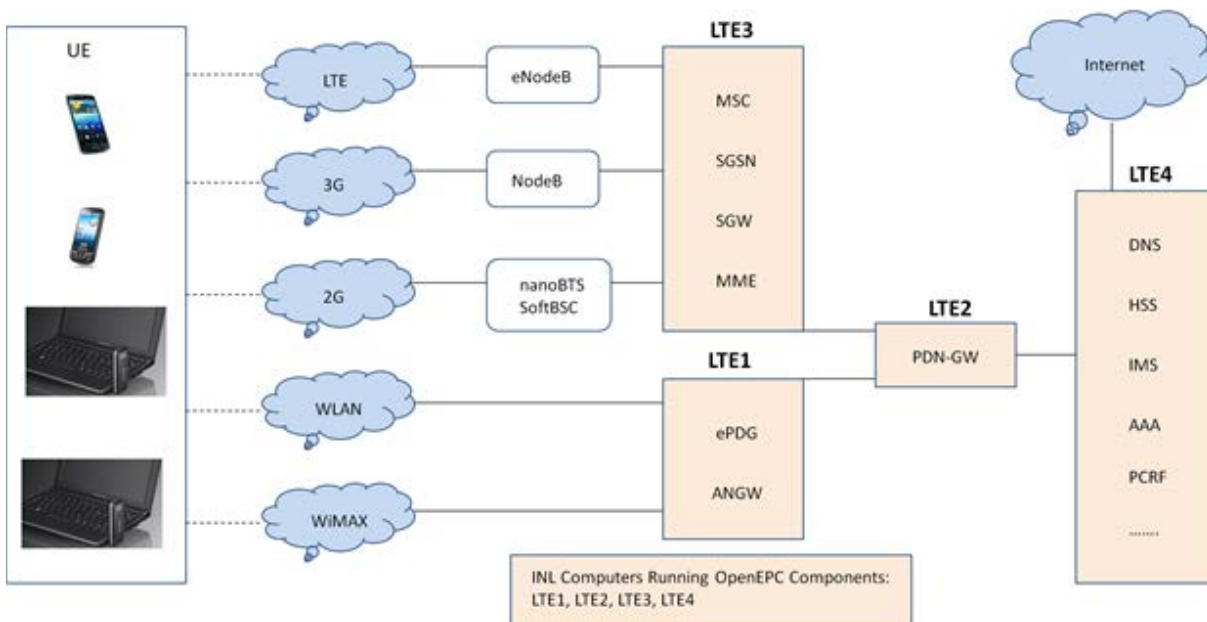 UE
LTE
3G
2G
WLAN
WiMAX
eNodeB
NodeB
nanoBTS
SoftBSC
LTE3
MSC
SGSN
SGW
MME
LTE1
ePDG
ANGW
LTE2
PDN-GW
Internet
LTE4
DNS
HSS
IMS
AAA
PCRF
.......
INL Computers Running OpenEPC Components:
LTE1, LTE2, LTE3, LTE4